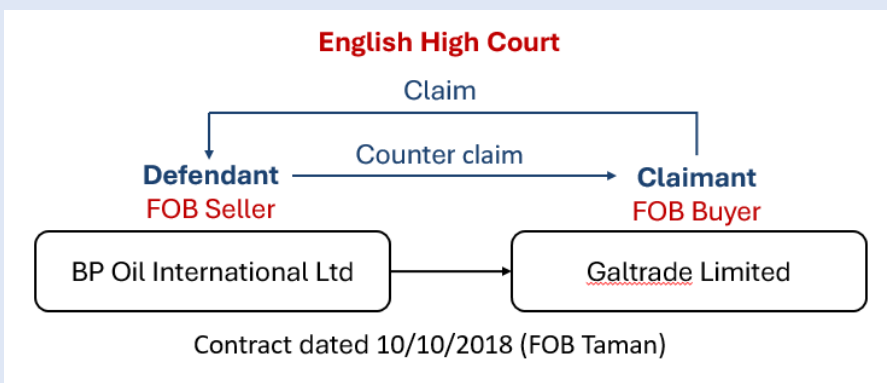 English High Court
Claim
Counter claim
Defendant
Claimant
FOB Seller
FOB Buyer
BP Oil International Ltd
Galtrade Limited
Contract dated 10/10/2018 (FOB Taman)